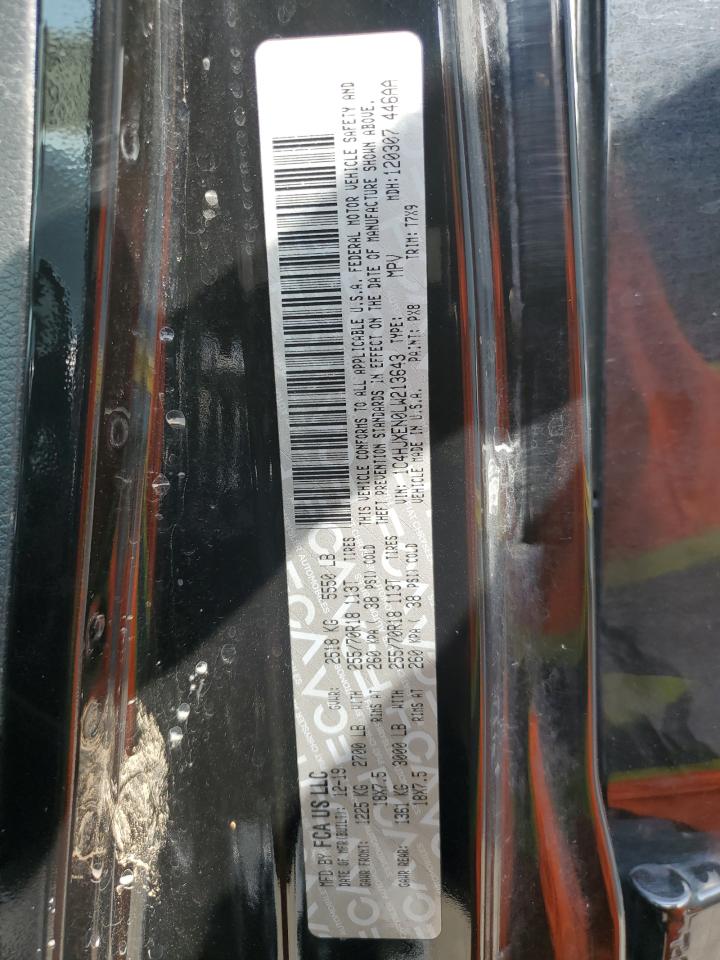 MFD BY FCA US LLC
DATE OF MFR(BUILT): 12-19 GVWR: 2518 KG 5550 LB
GAWR FRONT: 1225 KG 2700 LB WITH 255/70R18 113T TIRES
18X7.5 RIMS AT 260 KPA( 38 PSI) COLD
GAWR REAR: 1361 KG 3000 LB WITH 255/70R18 113T TIRES
18X7.5 RIMS AT 260 KPA( 38 PSI) COLD
THIS VEHICLE CONFORMS TO ALL APPLICABLE U.S.A. FEDERAL MOTOR VEHICLE SAFETY AND
THEFT PREVENTION STANDARDS IN EFFECT ON THE DATE OF MANUFACTURE SHOWN ABOVE.
VIN: 1C4HJXEN0LW213643 TYPE: MPV MDH:120307 446AA
VEHICLE MADE IN U.S.A. PAINT: PX8 TRIM: T7X9